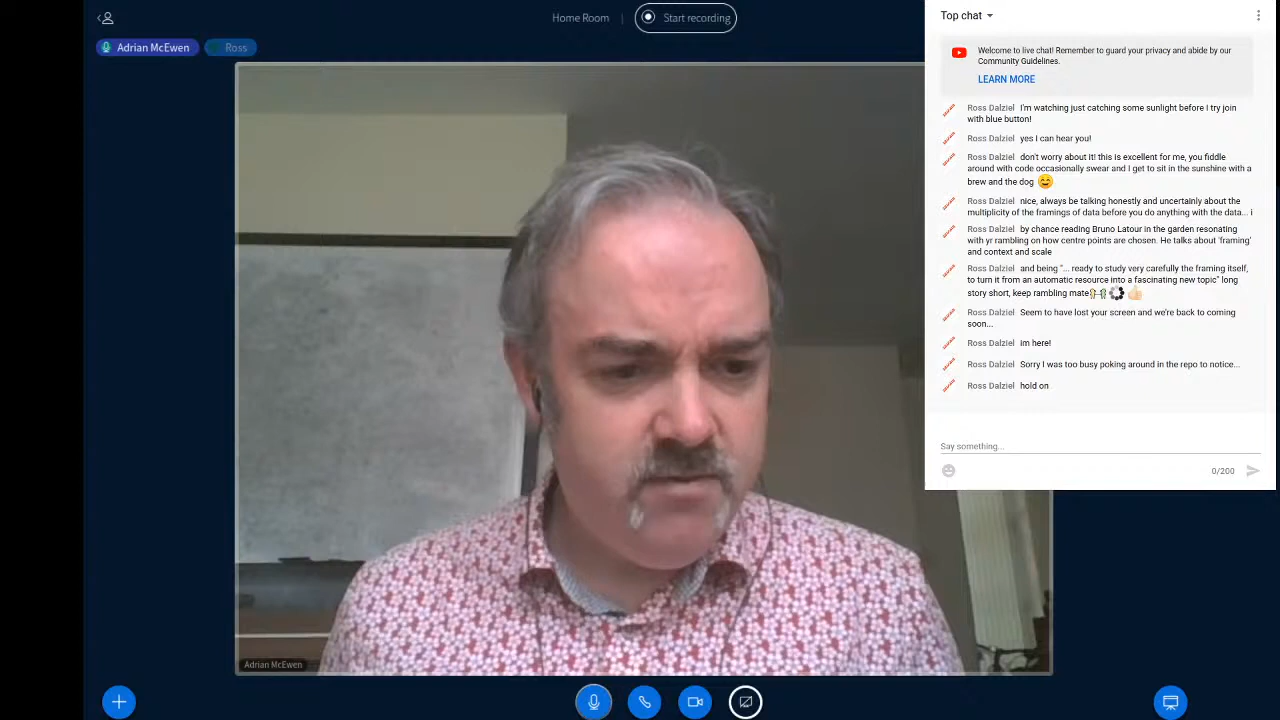 Home Room
Start recording
Adrian McEwen
Ross
Adrian McEwen
Top chat
Welcome to live chat! Remember to guard your privacy and abide by our
Community Guidelines.
LEARN MORE
Ross Dalziel I'm watching just catching some sunlight before I try join
with blue button!
Ross Dalziel yes I can hear you!
Ross Dalziel don't worry about it! this is excellent for me, you fiddle
around with code occasionally swear and I get to sit in the sunshine with a
brew and the dog 😊
Ross Dalziel nice, always be talking honestly and uncertainly about the
multiplicity of the framings of data before you do anything with the data... i
Ross Dalziel by chance reading Bruno Latour in the garden resonating
with yr rambling on how centre points are chosen. He talks about 'framing'
and context and scale
Ross Dalziel and being "... ready to study very carefully the framing itself,
to turn it from an automatic resource into a fascinating new topic" long
story short, keep rambling mate
Ross Dalziel Seem to have lost your screen and we're back to coming
soon...
Ross Dalziel im here!
Ross Dalziel Sorry I was too busy poking around in the repo to notice...
Ross Dalziel hold on
Say something...
0/200